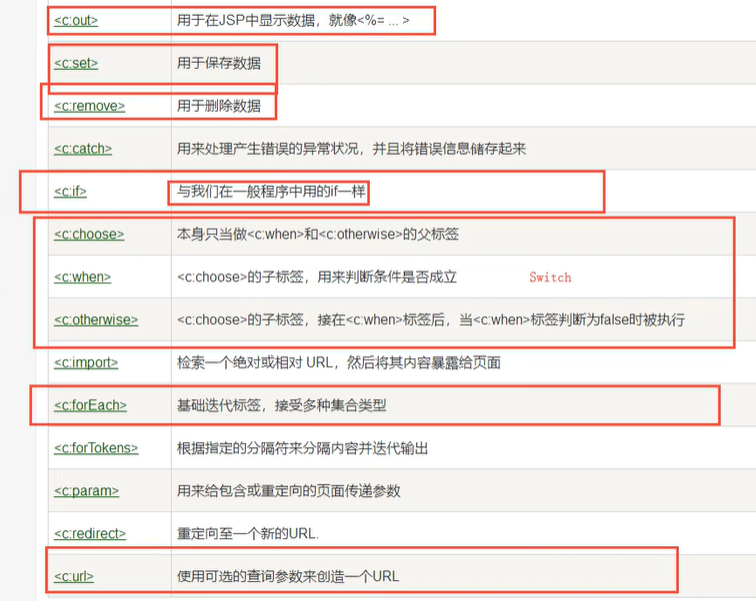 <c:out> 用于在JSP中显示数据，就像<%= ... >
<c:set> 用于保存数据
<c:remove> 用于删除数据
<c:catch> 用来处理产生错误的异常状况，并且将错误信息储存起来
<c:if> 与我们在一般程序中用的if一样
<c:choose> 本身只当做<c:when>和<c:otherwise>的父标签
<c:when> <c:choose>的子标签，用来判断条件是否成立 Switch
<c:otherwise> <c:choose>的子标签，接在<c:when>标签后，当<c:when>标签判断为false时被执行
<c:import> 检索一个绝对或相对 URL，然后将其内容暴露给页面
<c:forEach> 基础迭代标签，接受多种集合类型
<c:forTokens> 根据指定的分隔符来分隔内容并迭代输出
<c:param> 用来给包含或重定向的页面传递参数
<c:redirect> 重定向至一个新的URL.
<c:url> 使用可选的查询参数来创造一个URL